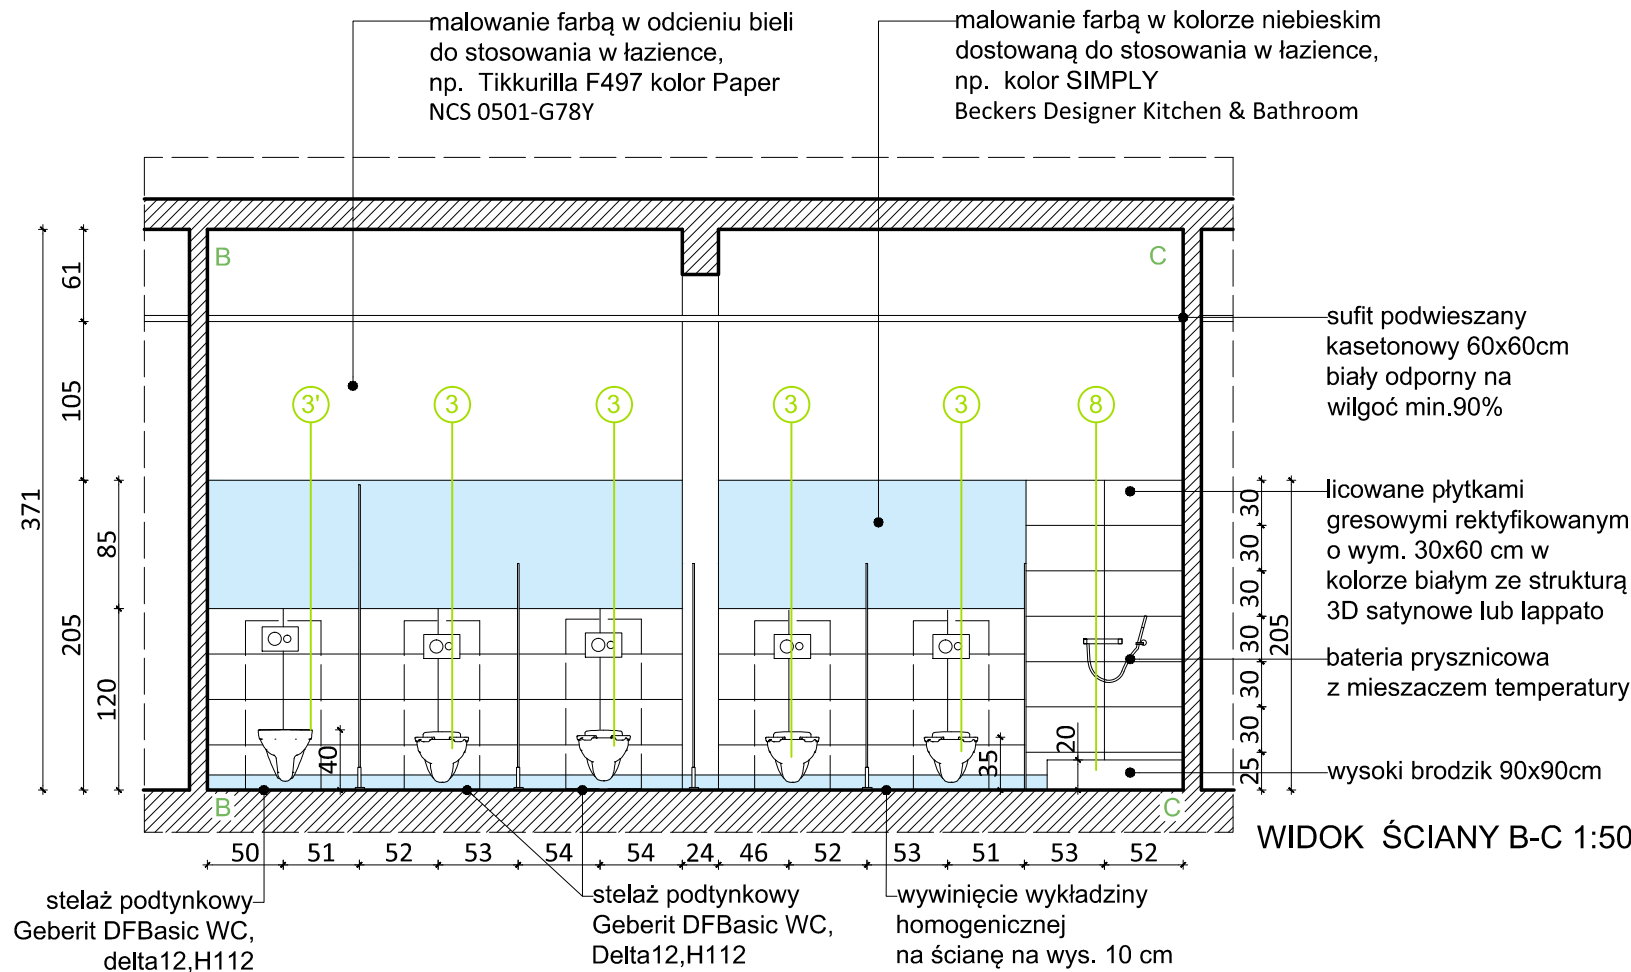 malowanie farbą w odcieniu bieli
do stosowania w łazience,
np. Tikkurilla F497 kolor Paper
NCS 0501-G78Y
malowanie farbą w kolorze niebieskim
dostowaną do stosowania w łazience,
np. kolor SIMPLY
Beckers Designer Kitchen & Bathroom
B
C
61
105
371
85
205
120
3'
3
3
3
3
8
sufit podwieszany
kasetonowy 60x60cm
biały odporny na
wilgoć min.90%
30
30
30
30
30
30
25
205
licowane płytkami
gresowymi rektyfikowanym
o wym. 30x60 cm w
kolorze białym ze strukturą
3D satynowe lub lappato
bateria prysznicowa
z mieszaczem temperatury
wysoki brodzik 90x90cm
40
35
20
B
C
WIDOK ŚCIANY B-C 1:50
50 51 52 53 54 54 24 46 52 53 51 53 52
stelaż podtynkowy
Geberit DFBasic WC,
delta12,H112
stelaż podtynkowy
Geberit DFBasic WC,
Delta12,H112
wywinięcie wykładziny
homogenicznej
na ścianę na wys. 10 cm